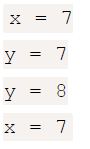 x = 7
y = 7
y = 8
x = 7